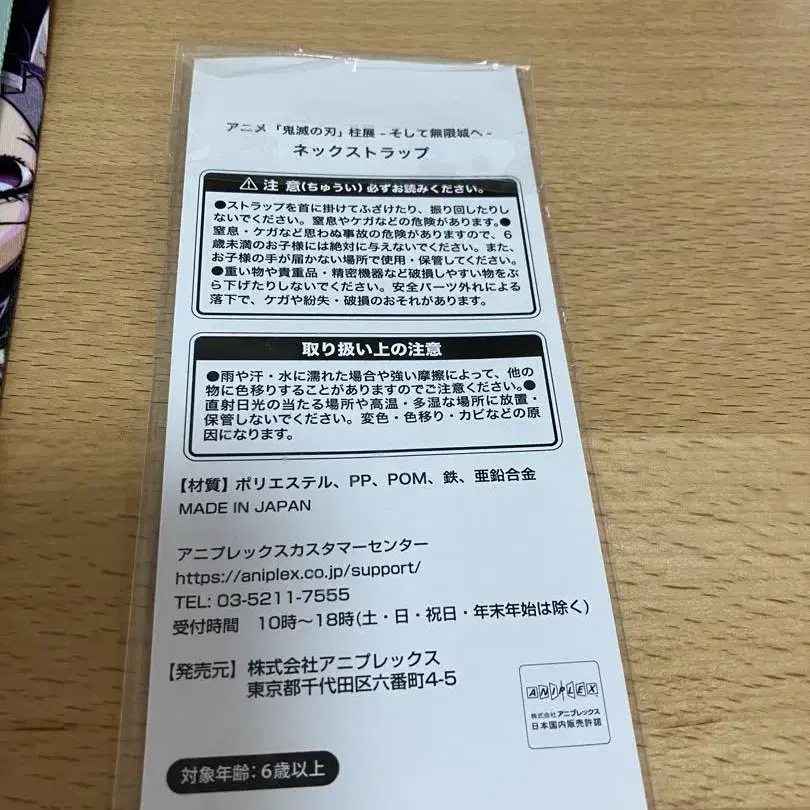 アニメ「鬼滅の刃」柱展 - そして無限城へ -
ネックストラップ
注 意(ちゅうい) 必ずお読みください。
●ストラップを首に掛けてふざけたり、振り回したりし
ないでください。窒息やケガなどの危険があります。●
窒息・ケガなど思わぬ事故の危険がありますので、6
歳未満のお子様には絶対に与えないでください。また、
お子様の手が届かない場所で使用・保管してください。
●重い物や貴重品・精密機器など破損しやすい物をぶ
ら下げたりしないでください。安全パーツ外れによる
落下で、ケガや紛失・破損のおそれがあります。
取り扱い上の注意
●雨や汗・水に濡れた場合や強い摩擦によって、他の
物に色移りすることがありますのでご注意ください。●
直射日光の当たる場所や高温・多湿な場所に放置・
保管しないでください。変色・色移り・カビなどの原
因になります。
【材質】ポリエステル、PP、POM、鉄、亜鉛合金
MADE IN JAPAN
アニプレックスカスタマーセンター
https://aniplex.co.jp/support/
TEL: 03-5211-7555
受付時間 10時〜18時(土・日・祝日・年末年始は除く)
【発売元】株式会社アニプレックス
東京都千代田区六番町4-5
ANIPLEX
株式会社アニプレックス
日本国内販売許諾
対象年齢：6歳以上